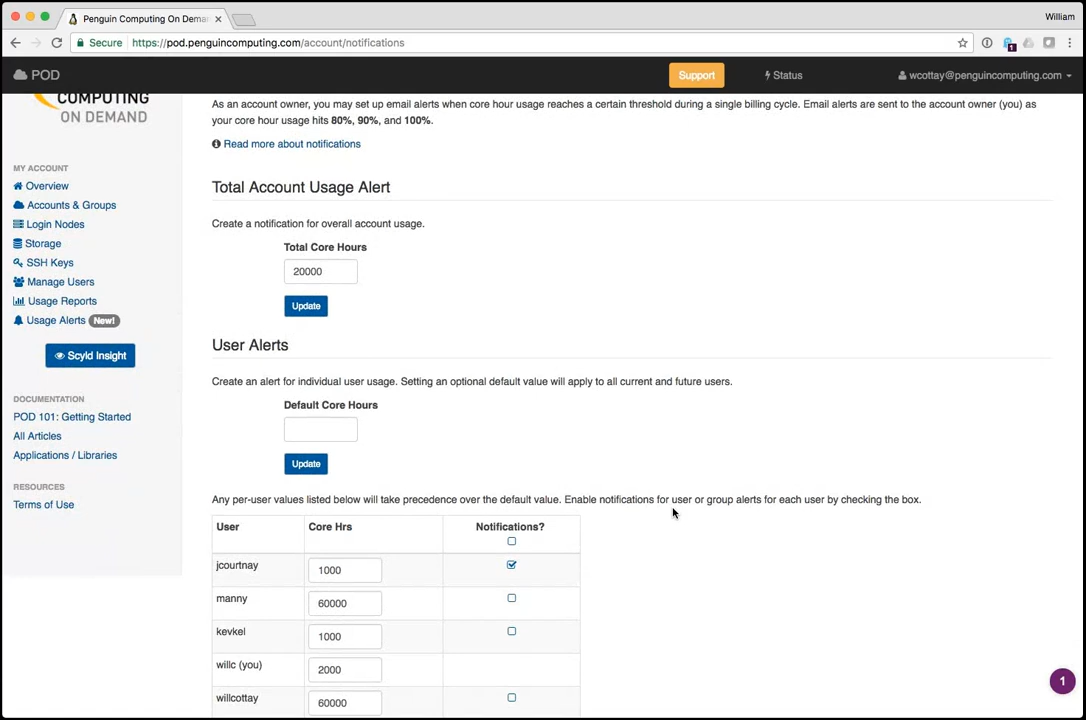 Penguin Computing On Dema
William
Secure https://pod.penguincomputing.com/account/notifications
1
POD
Support
Status
wcottay@penguincomputing.com
COMPUTING
ON DEMAND
As an account owner, you may set up email alerts when core hour usage reaches a certain threshold during a single billing cycle. Email alerts are sent to the account owner (you) as
your core hour usage hits 80%, 90%, and 100%.
Read more about notifications
MY ACCOUNT
Overview
Accounts & Groups
Login Nodes
Storage
SSH Keys
Manage Users
Usage Reports
Usage Alerts New!
Scyld Insight
DOCUMENTATION
POD 101: Getting Started
All Articles
Applications / Libraries
RESOURCES
Terms of Use
Total Account Usage Alert
Create a notification for overall account usage.
Total Core Hours
20000
Update
User Alerts
Create an alert for individual user usage. Setting an optional default value will apply to all current and future users.
Default Core Hours
Update
Any per-user values listed below will take precedence over the default value. Enable notifications for user or group alerts for each user by checking the box.
User Core Hrs Notifications?
jcourtnay 1000
manny 60000
kevkel 1000
willc (you) 2000
willcottay 60000
1